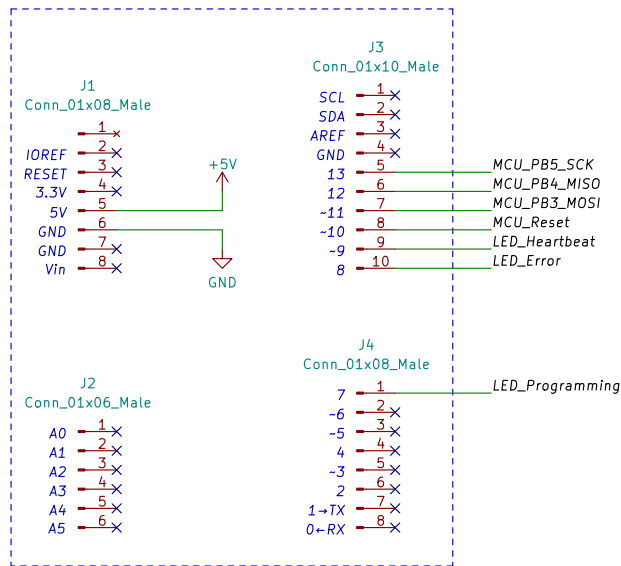 J1
Conn_01x08_Male
1
IOREF 2
RESET 3
3.3V 4
5V 5
GND 6
GND 7
Vin 8
+5V
GND
J3
Conn_01x10_Male
SCL 1
SDA 2
AREF 3
GND 4
13 5 MCU_PB5_SCK
12 6 MCU_PB4_MISO
~11 7 MCU_PB3_MOSI
~10 8 MCU_Reset
~9 9 LED_Heartbeat
8 10 LED_Error
J2
Conn_01x06_Male
A0 1
A1 2
A2 3
A3 4
A4 5
A5 6
J4
Conn_01x08_Male
7 1 LED_Programming
~6 2
~5 3
4 4
~3 5
2 6
1→TX 7
0←RX 8